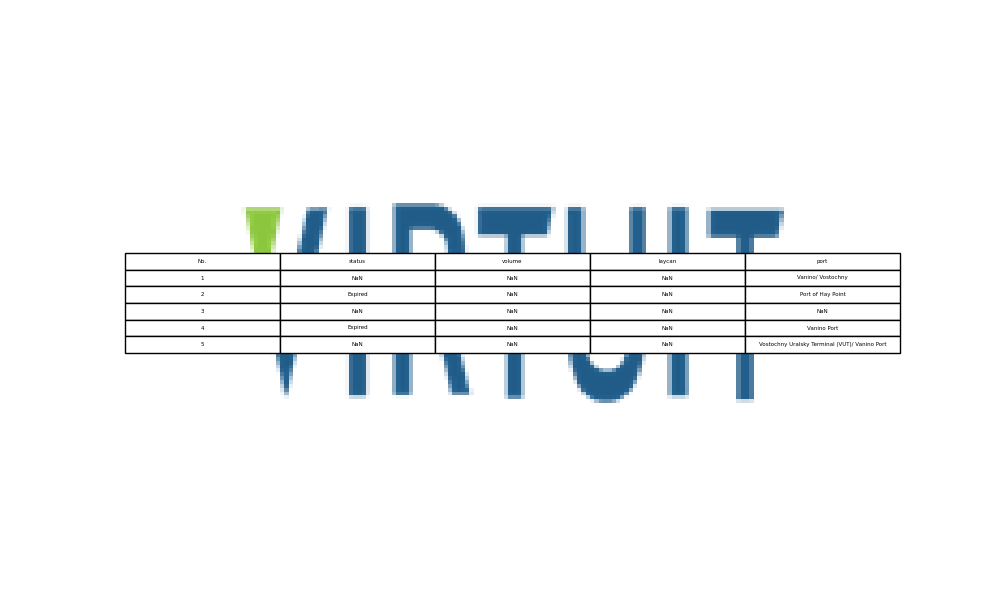 VIRTUIT
No. status volume laycan port
1 NaN NaN NaN Vanino/ Vostochny
2 Expired NaN NaN Port of Hay Point
3 NaN NaN NaN NaN
4 Expired NaN NaN Vanino Port
5 NaN NaN NaN Vostochny Uralsky Terminal (VUT)/ Vanino Port